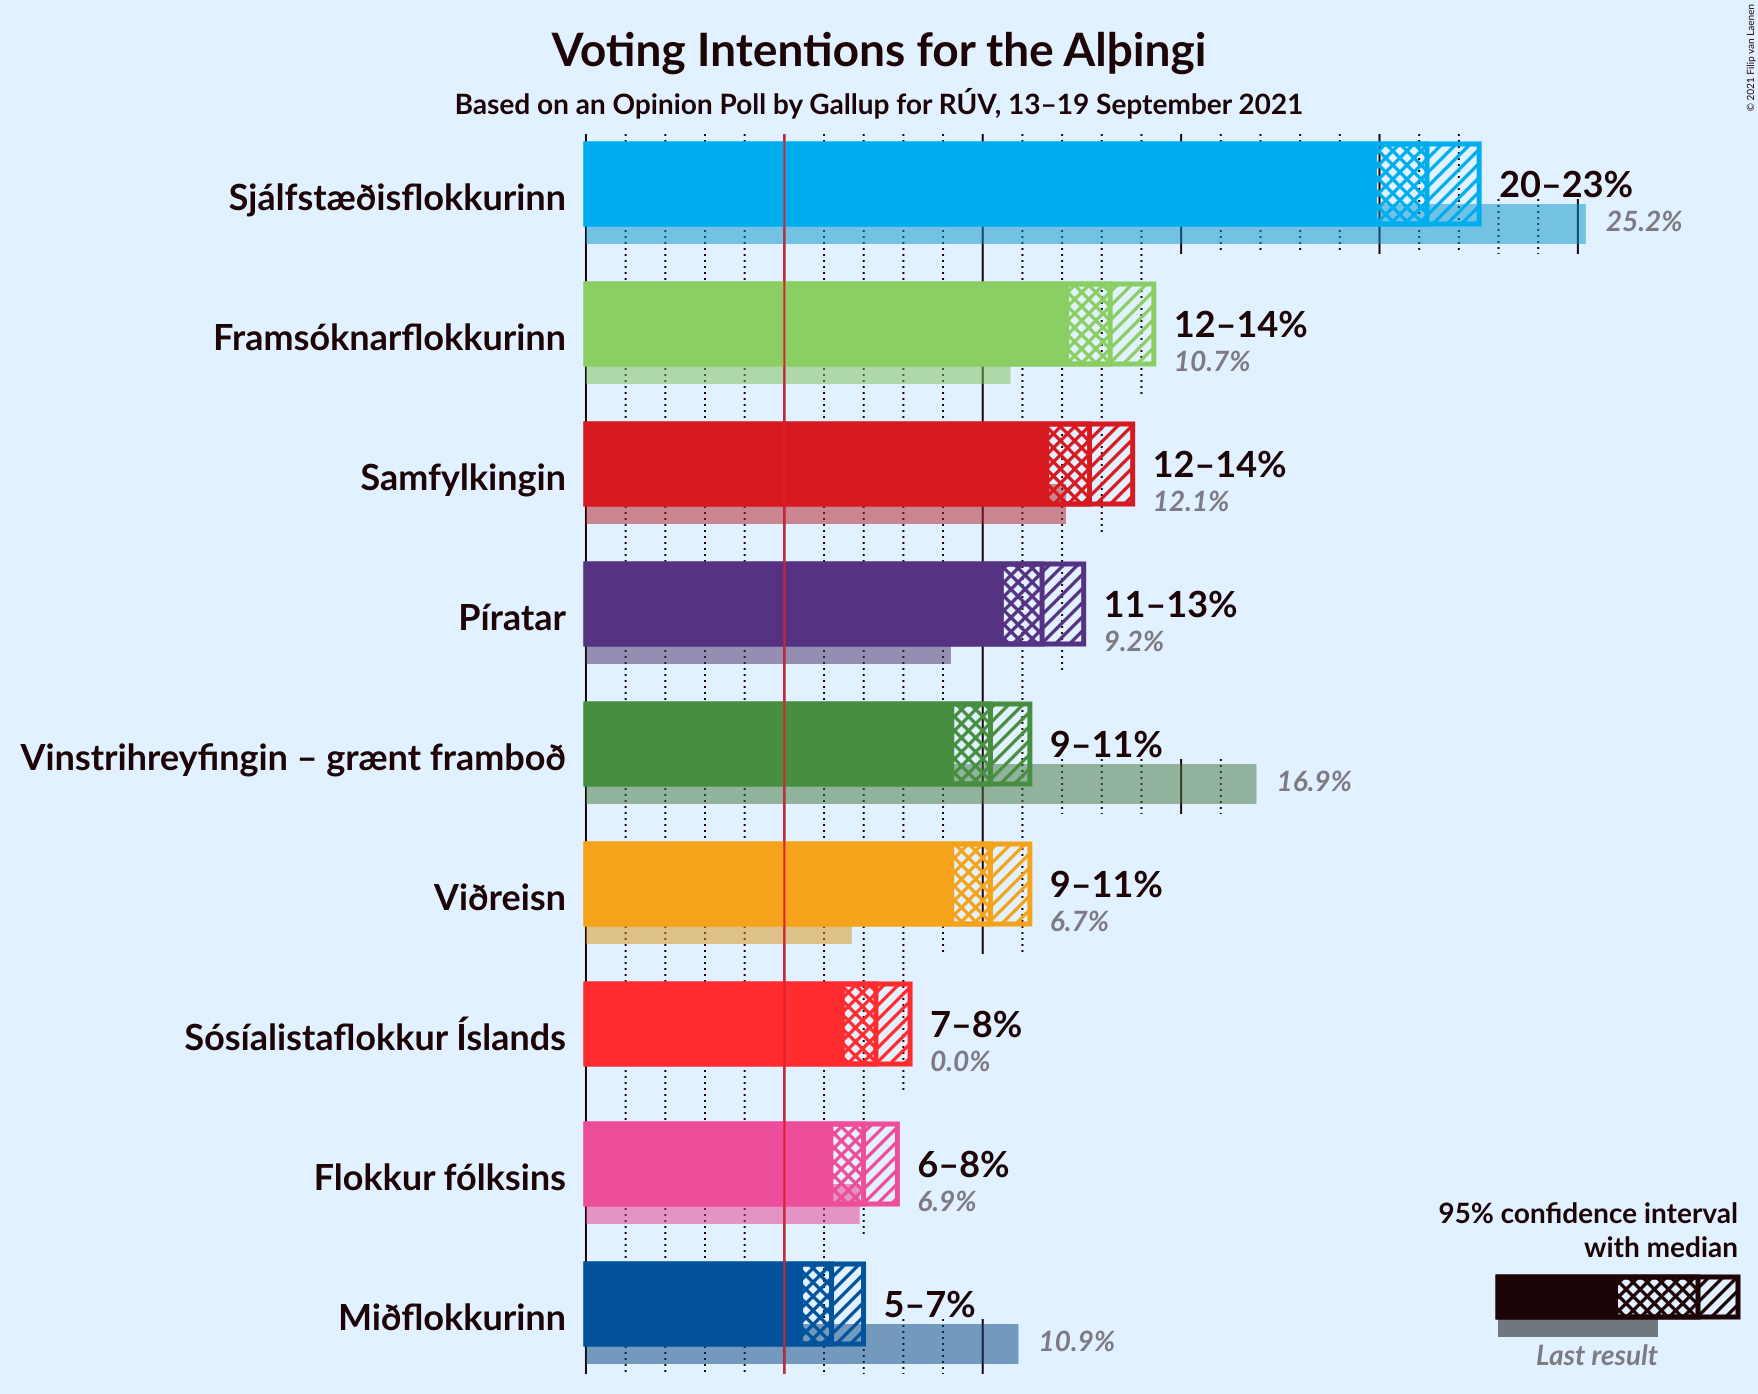 Voting Intentions for the Alþingi
Based on an Opinion Poll by Gallup for RÚV, 13–19 September 2021
© 2021 Filip van Laenen
Sjálfstæðisflokkurinn
20–23%
25.2%
Framsóknarflokkurinn
12–14%
10.7%
Samfylkingin
12–14%
12.1%
Píratar
11–13%
9.2%
Vinstrihreyfingin – grænt framboð
9–11%
16.9%
Viðreisn
9–11%
6.7%
Sósíalistaflokkur Íslands
7–8%
0.0%
Flokkur fólksins
6–8%
6.9%
Miðflokkurinn
5–7%
10.9%
95% confidence interval
with median
Last result